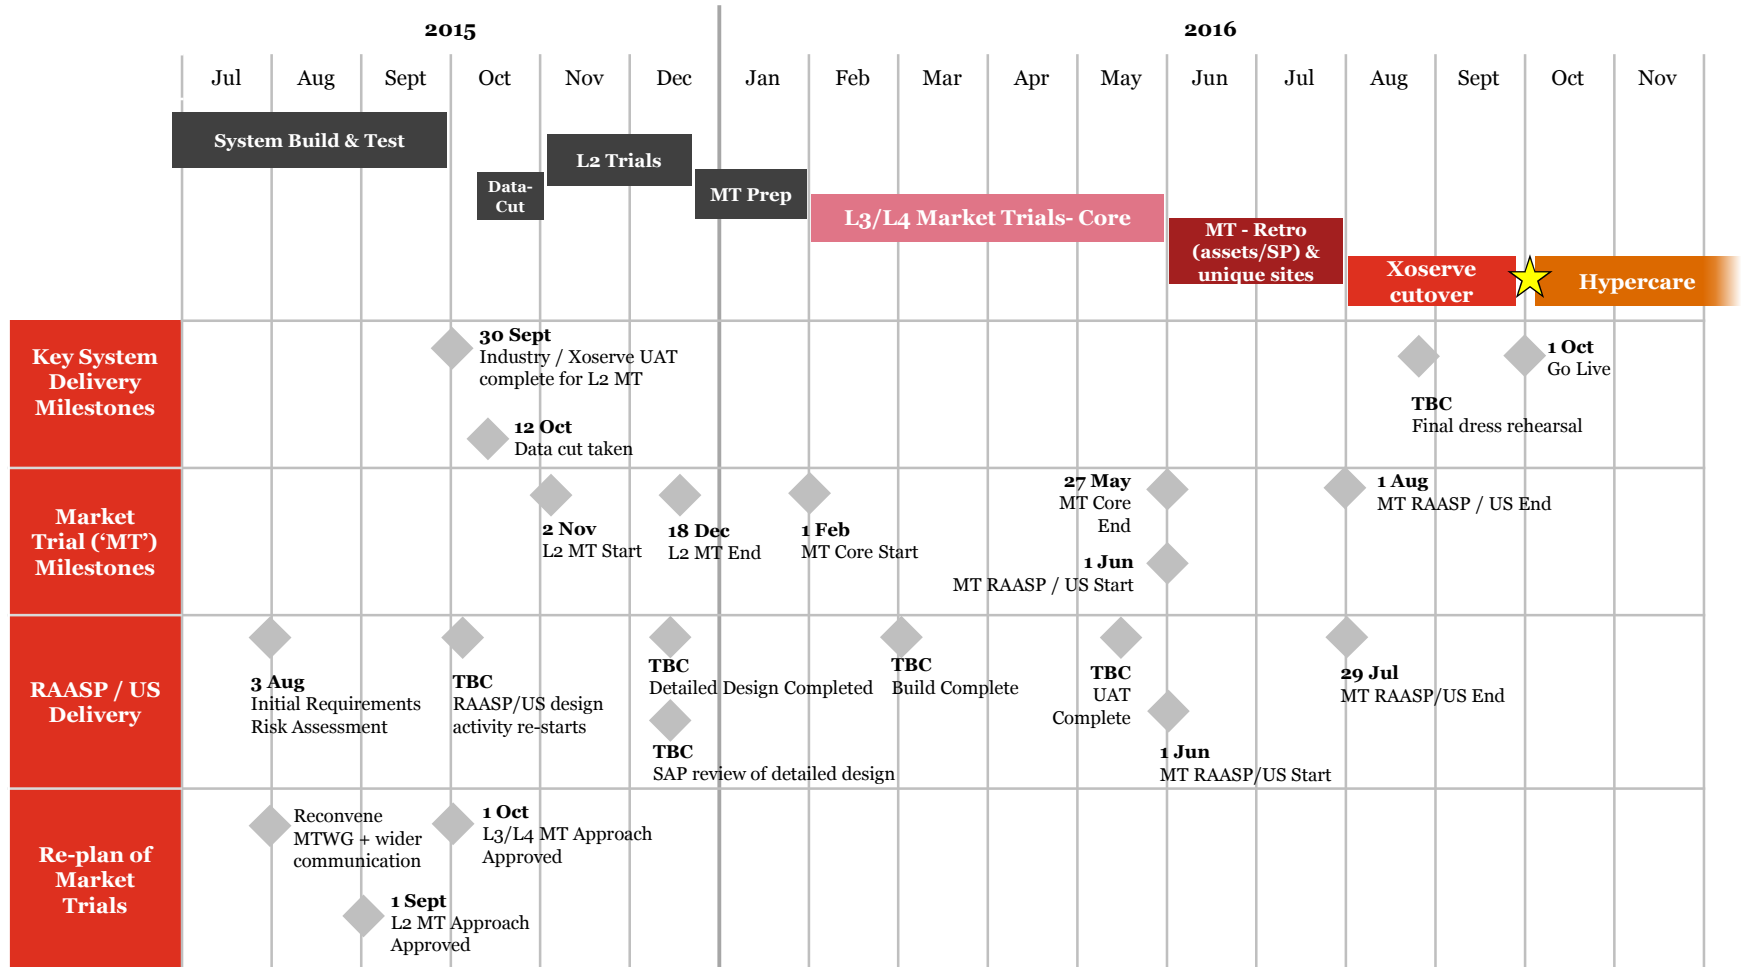 2015
2016
Jul Aug Sept Oct Nov Dec Jan Feb Mar Apr May Jun Jul Aug Sept Oct Nov
System Build & Test
L2 Trials
Data-
Cut
MT Prep
L3/L4 Market Trials- Core
MT - Retro
(assets/SP) &
unique sites
Xoserve
cutover
Hypercare
Key System
Delivery
Milestones
30 Sept
Industry / Xoserve UAT
complete for L2 MT
12 Oct
Data cut taken
TBC
Final dress rehearsal
1 Oct
Go Live
Market
Trial (‘MT’)
Milestones
2 Nov
L2 MT Start
18 Dec
L2 MT End
1 Feb
MT Core Start
27 May
MT Core
End
1 Jun
MT RAASP / US Start
1 Aug
MT RAASP / US End
RAASP / US
Delivery
3 Aug
Initial Requirements
Risk Assessment
TBC
RAASP/US design
activity re-starts
TBC
Detailed Design Completed
TBC
SAP review of detailed design
TBC
Build Complete
TBC
UAT
Complete
1 Jun
MT RAASP/US Start
29 Jul
MT RAASP/US End
Re-plan of
Market
Trials
Reconvene
MTWG + wider
communication
1 Sept
L2 MT Approach
Approved
1 Oct
L3/L4 MT Approach
Approved